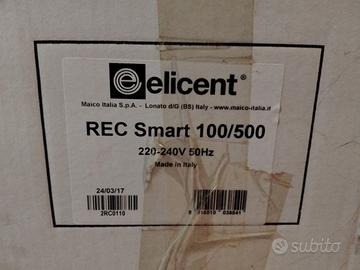 elicent®
Maico Italia S.p.A. - Lonato d/G (BS) Italy - www-maico-italia.it
REC Smart 100/500
220-240V 50Hz
Made in Italy
24/03/17
2RC0110
subito